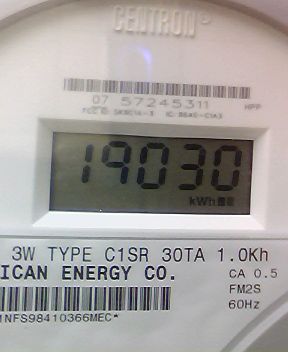 CENTRON®
07 57245311 HPP
19030
kWh
3W TYPE C1SR 30TA 1.0Kh
ICAN ENERGY CO.
CA 0.5
FM2S
60Hz
1NFS98410366MEC*